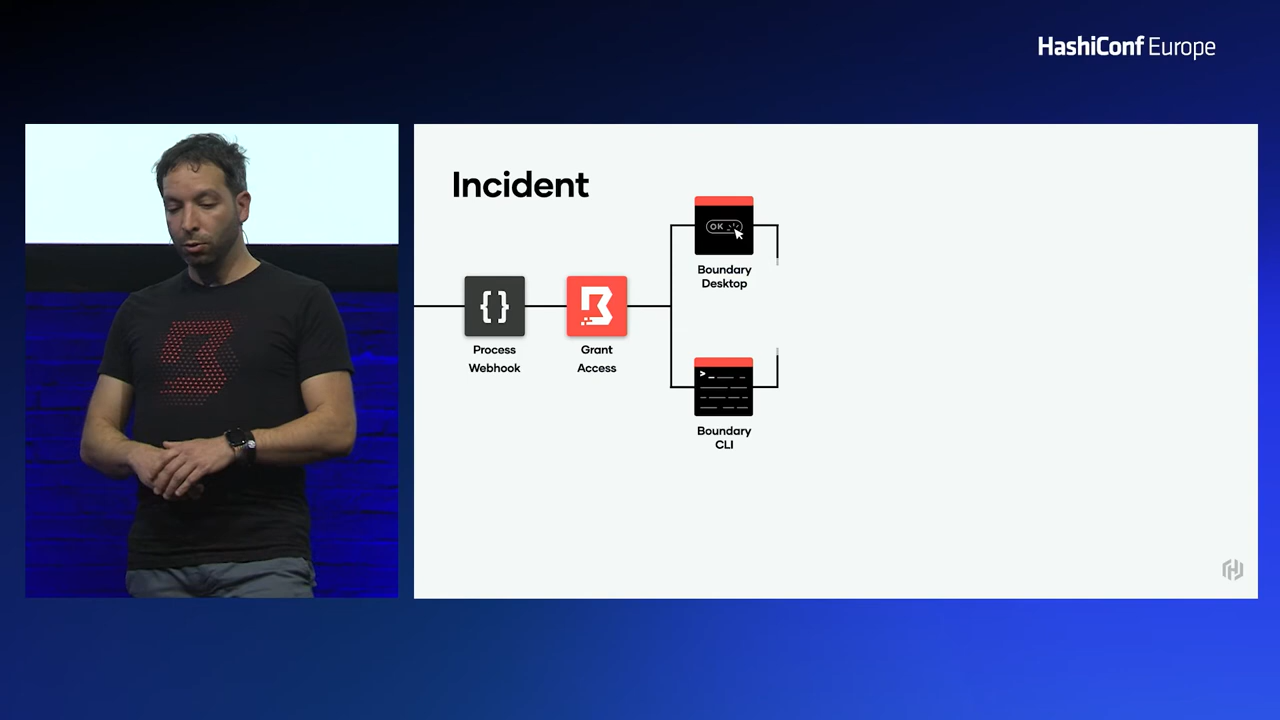 HashiConf Europe
Incident
OK
Boundary
Desktop
{}
Process
Webhook
Grant
Access
>_
Boundary
CLI